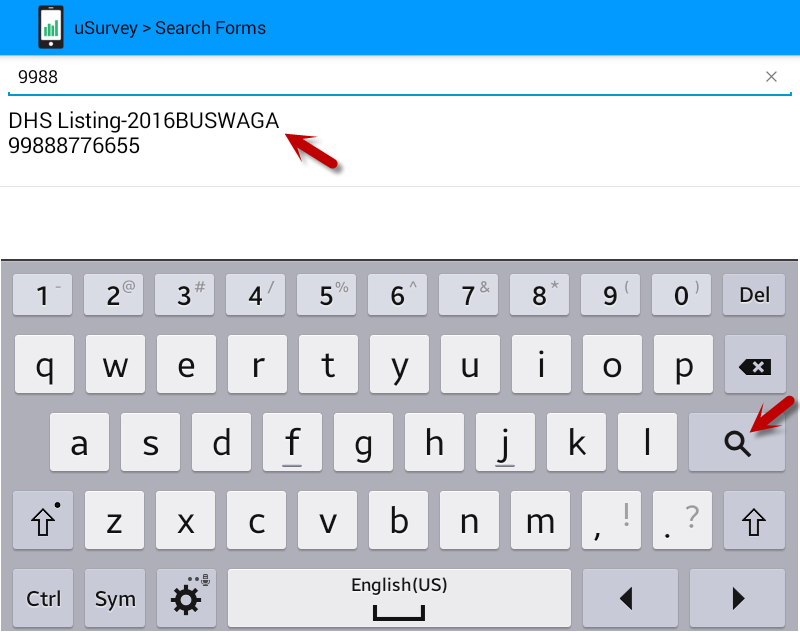 uSurvey > Search Forms
9988
DHS Listing-2016BUSWAGA
99888776655
1 - 2 @ 3 # 4 / 5 % 6 ^ 7 & 8 * 9 ( 0 ) Del
q w e r t y u i o p
a s d f g h j k l
z x c v b n m , ! . ?
Ctrl Sym English(US)